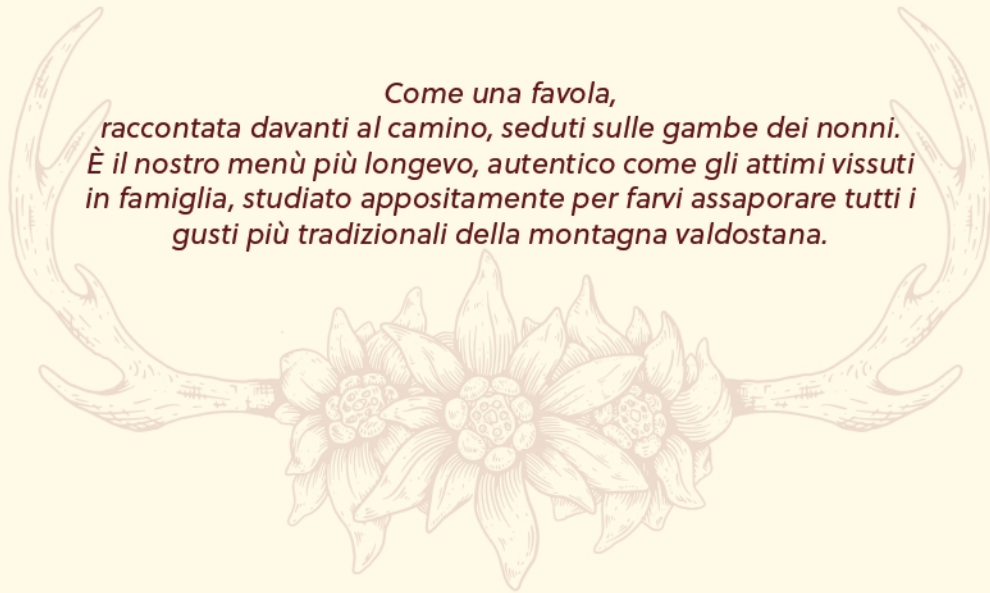 Come una favola,
raccontata davanti al camino, seduti sulle gambe dei nonni.
È il nostro menù più longevo, autentico come gli attimi vissuti
in famiglia, studiato appositamente per farvi assaporare tutti i
gusti più tradizionali della montagna valdostana.